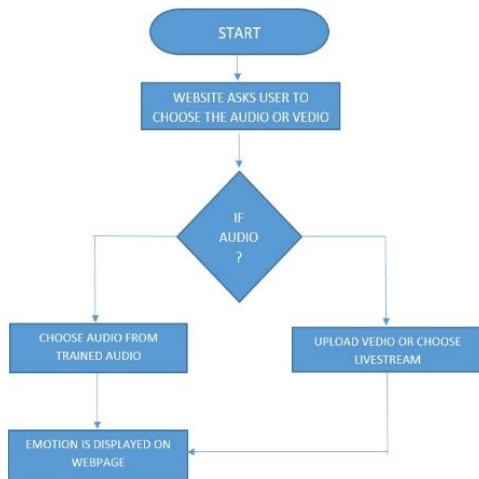 START
WEBSITE ASKS USER TO
CHOOSE THE AUDIO OR VEDIO
IF
AUDIO
?
CHOOSE AUDIO FROM
TRAINED AUDIO
UPLOAD VEDIO OR CHOOSE
LIVESTREAM
EMOTION IS DISPLAYED ON
WEBPAGE